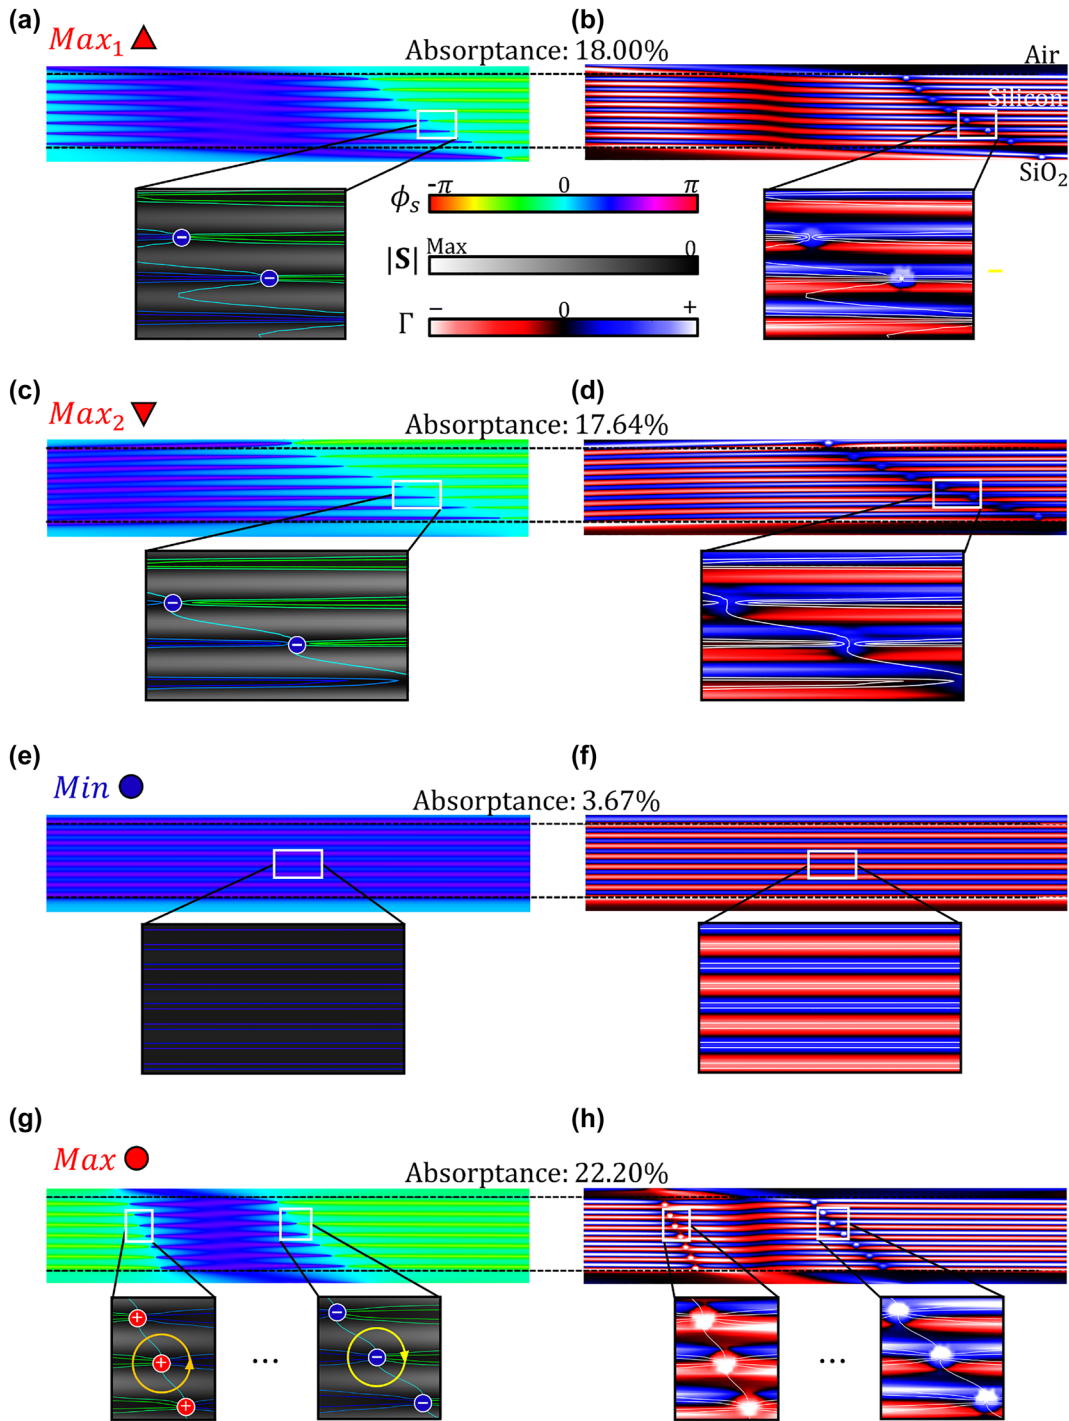 (a)
Max₁
Absorptance: 18.00%
(b)
Air
Silicon
SiO₂
ϕₛ
-π 0 π
|S|
Max 0
Γ
− 0 +
− −
−
(c)
Max₂
Absorptance: 17.64%
(d)
− −
(e)
Min
Absorptance: 3.67%
(f)
(g)
Max
Absorptance: 22.20%
(h)
+ + +
...
− − −
...